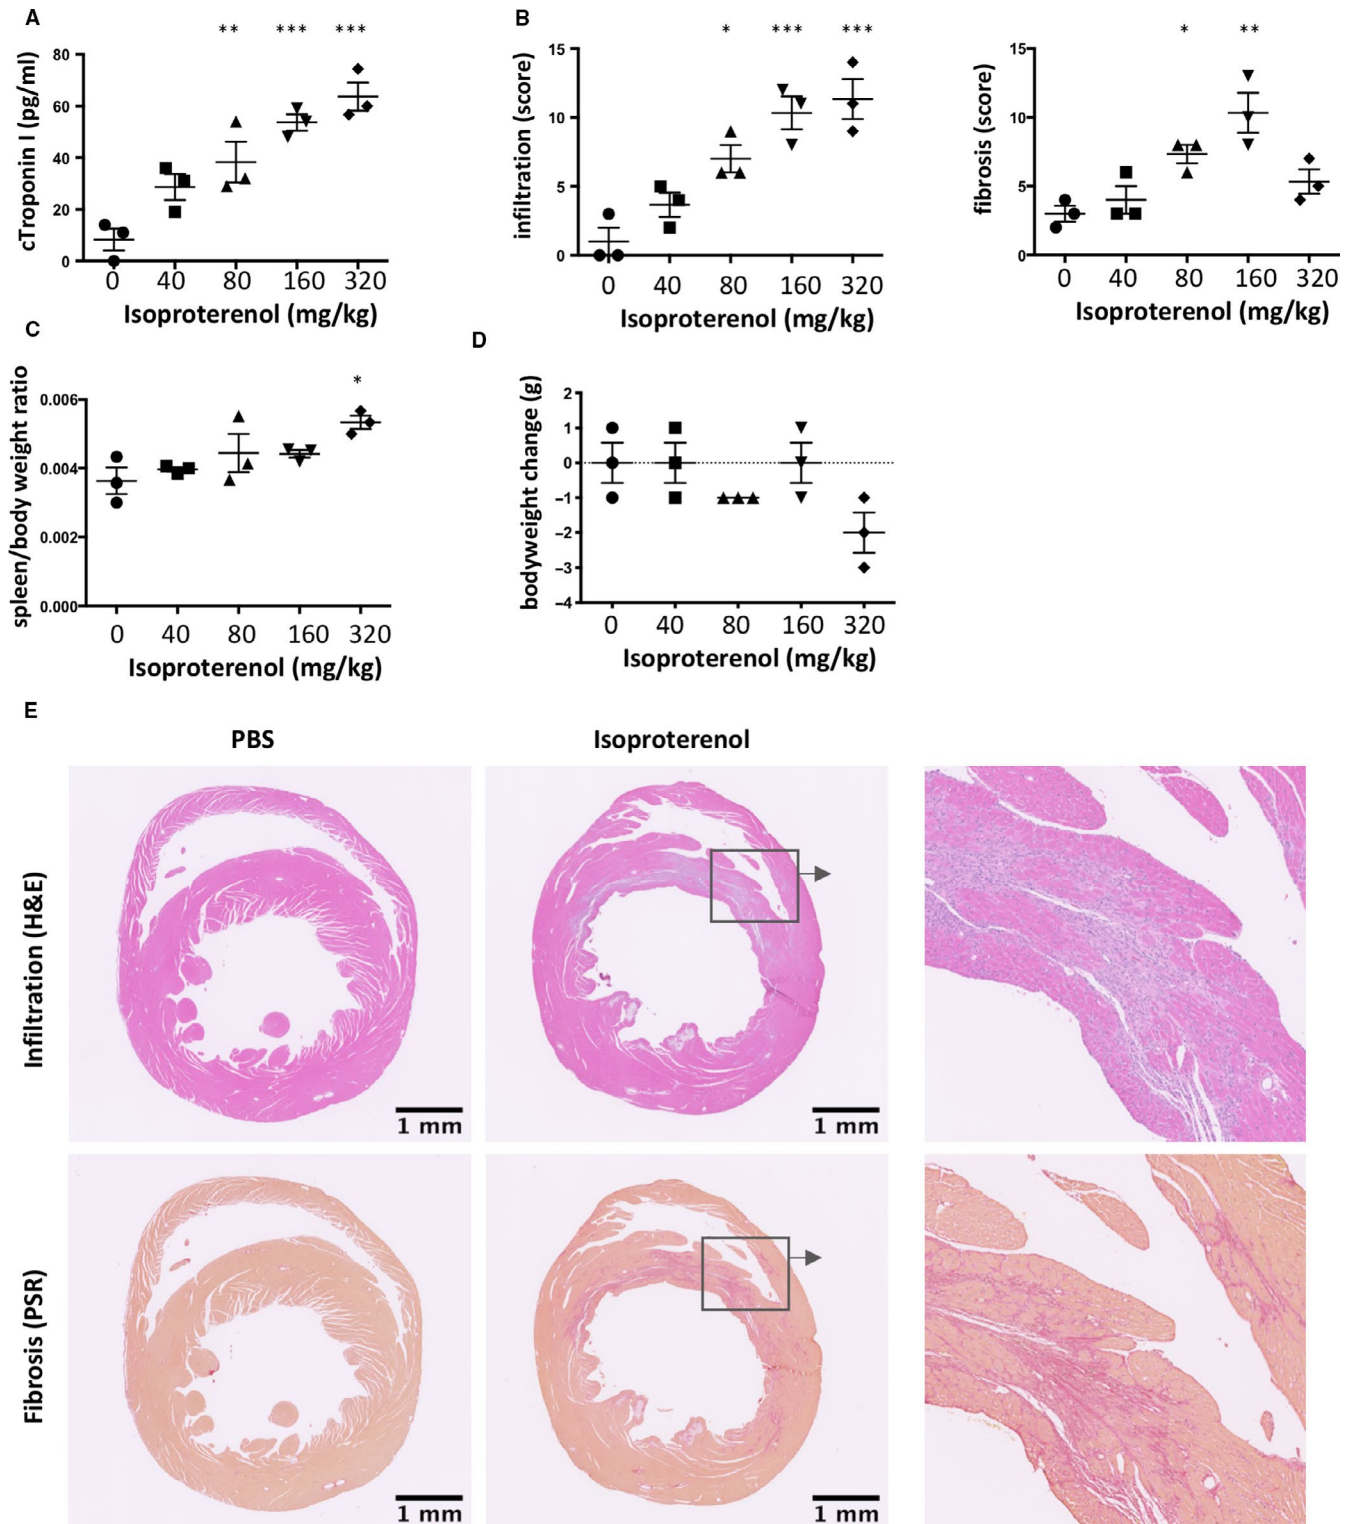 A
** *** ***
cTroponin I (pg/ml)
80
60
40
20
0
0 40 80 160 320
Isoproterenol (mg/kg)
B
* *** ***
infiltration (score)
15
10
5
0
0 40 80 160 320
Isoproterenol (mg/kg)
* **
fibrosis (score)
15
10
5
0
0 40 80 160 320
Isoproterenol (mg/kg)
C
*
spleen/body weight ratio
0.006
0.004
0.002
0.000
0 40 80 160 320
Isoproterenol (mg/kg)
D
bodyweight change (g)
2
1
0
−1
−2
−3
−4
0 40 80 160 320
Isoproterenol (mg/kg)
E
PBS
Isoproterenol
Infiltration (H&E)
1 mm
1 mm
Fibrosis (PSR)
1 mm
1 mm